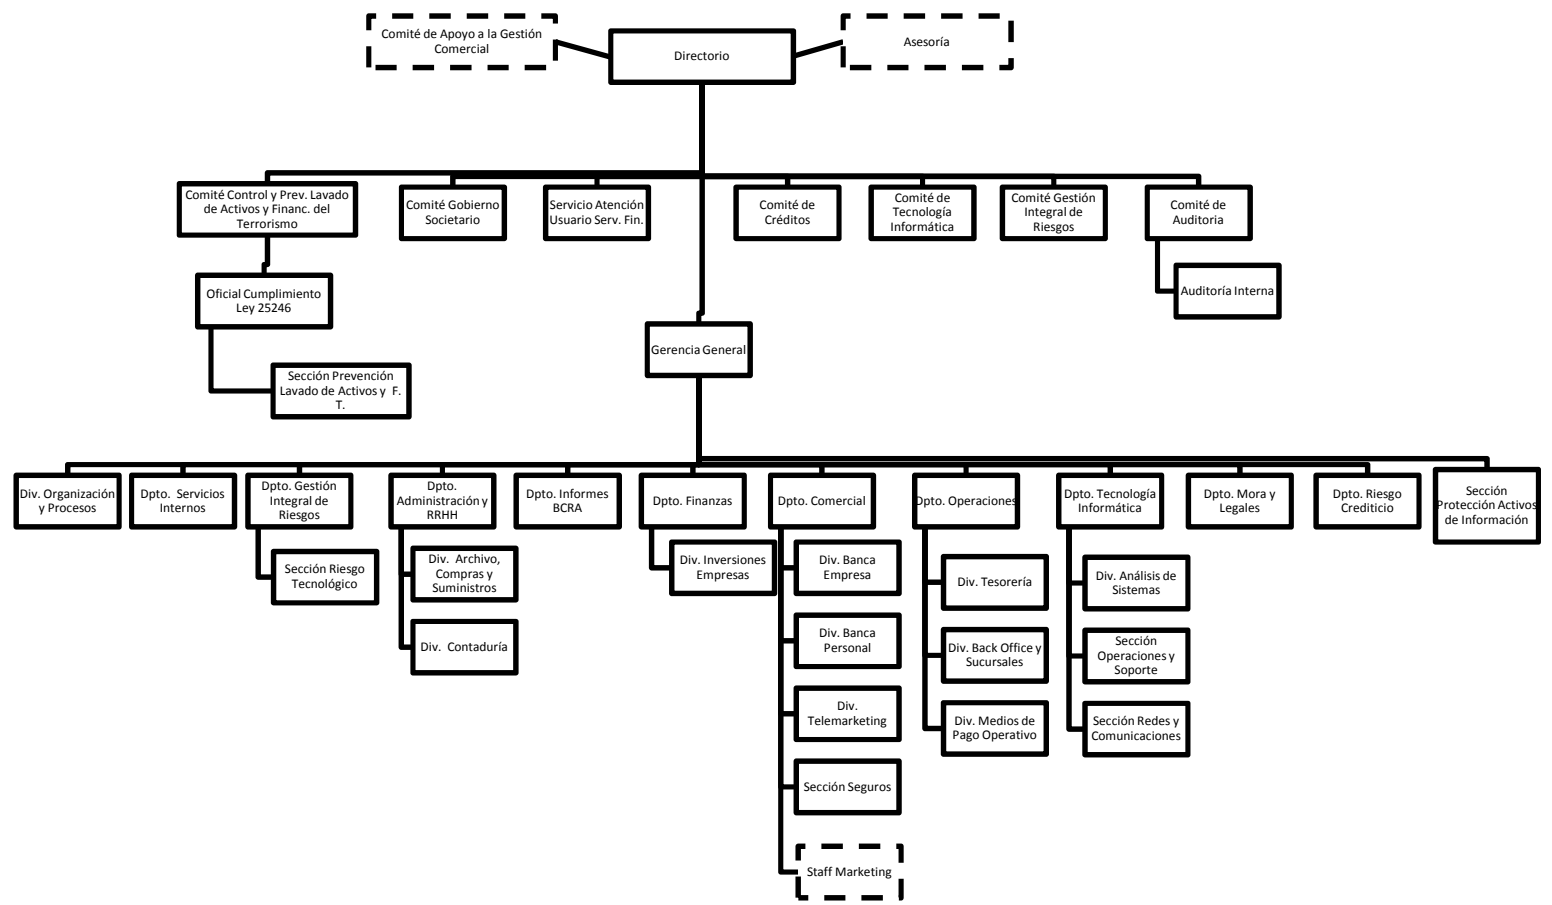 Comité de Apoyo a la Gestión
Comercial
Directorio
Asesoría
Comité Control y Prev. Lavado
de Activos y Financ. del
Terrorismo
Comité Gobierno
Societario
Servicio Atención
Usuario Serv. Fin.
Comité de
Créditos
Comité de
Tecnología
Informática
Comité Gestión
Integral de
Riesgos
Comité de
Auditoria
Oficial Cumplimiento
Ley 25246
Auditoría Interna
Gerencia General
Sección Prevención
Lavado de Activos y F.
T.
Div. Organización
y Procesos
Dpto. Servicios
Internos
Dpto. Gestión
Integral de
Riesgos
Dpto.
Administración y
RRHH
Dpto. Informes
BCRA
Dpto. Finanzas
Dpto. Comercial
Dpto. Operaciones
Dpto. Tecnología
Informática
Dpto. Mora y
Legales
Dpto. Riesgo
Crediticio
Sección
Protección Activos
de Información
Sección Riesgo
Tecnológico
Div. Archivo,
Compras y
Suministros
Div. Contaduría
Div. Inversiones
Empresas
Div. Banca
Empresa
Div. Banca
Personal
Div.
Telemarketing
Sección Seguros
Staff Marketing
Div. Tesorería
Div. Back Office y
Sucursales
Div. Medios de
Pago Operativo
Div. Análisis de
Sistemas
Sección
Operaciones y
Soporte
Sección Redes y
Comunicaciones